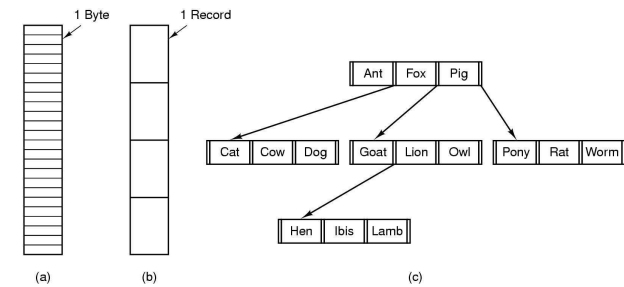 1 Byte
1 Record
Ant Fox Pig
Cat Cow Dog Goat Lion Owl Pony Rat Worm
Hen Ibis Lamb
(a) (b) (c)